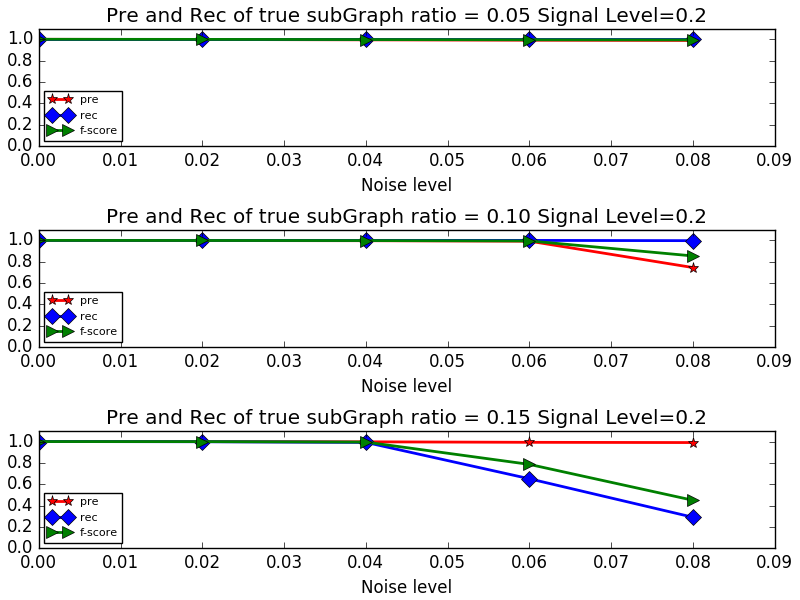 Pre and Rec of true subGraph ratio = 0.05 Signal Level=0.2
1.0
0.8
0.6
0.4
0.2
0.0
pre
rec
f-score
0.00 0.01 0.02 0.03 0.04 0.05 0.06 0.07 0.08 0.09
Noise level
Pre and Rec of true subGraph ratio = 0.10 Signal Level=0.2
1.0
0.8
0.6
0.4
0.2
0.0
pre
rec
f-score
0.00 0.01 0.02 0.03 0.04 0.05 0.06 0.07 0.08 0.09
Noise level
Pre and Rec of true subGraph ratio = 0.15 Signal Level=0.2
1.0
0.8
0.6
0.4
0.2
0.0
pre
rec
f-score
0.00 0.01 0.02 0.03 0.04 0.05 0.06 0.07 0.08 0.09
Noise level